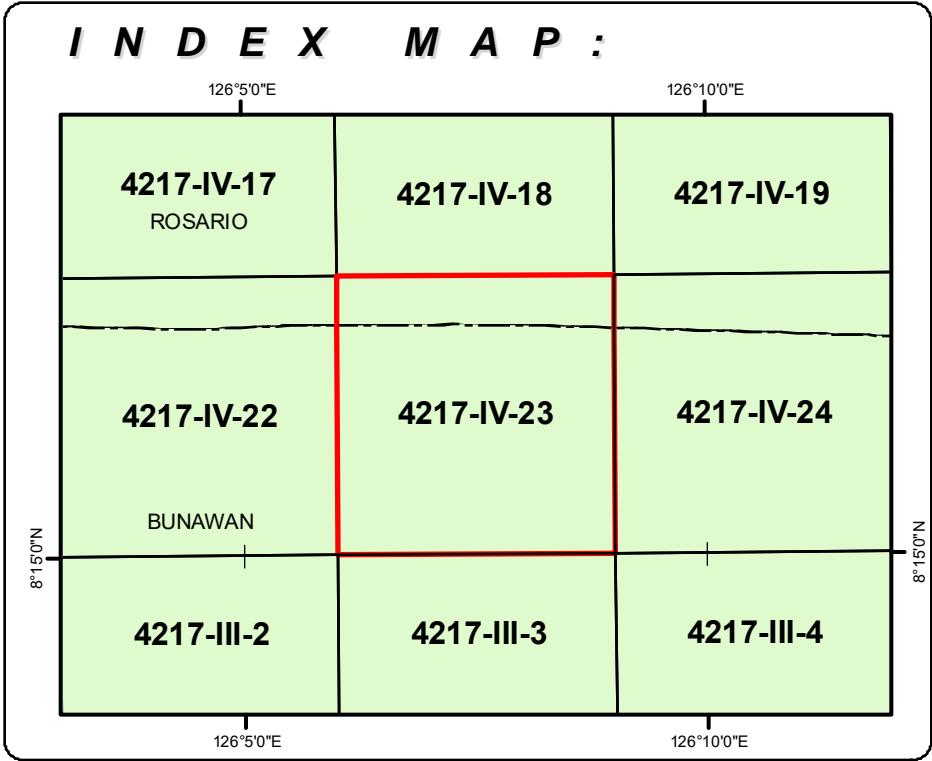 INDEX MAP:
126°5'0"E 126°10'0"E
4217-IV-17 4217-IV-18 4217-IV-19
ROSARIO
4217-IV-22 4217-IV-23 4217-IV-24
BUNAWAN
8°15'0"N 8°15'0"N
4217-III-2 4217-III-3 4217-III-4
126°5'0"E 126°10'0"E